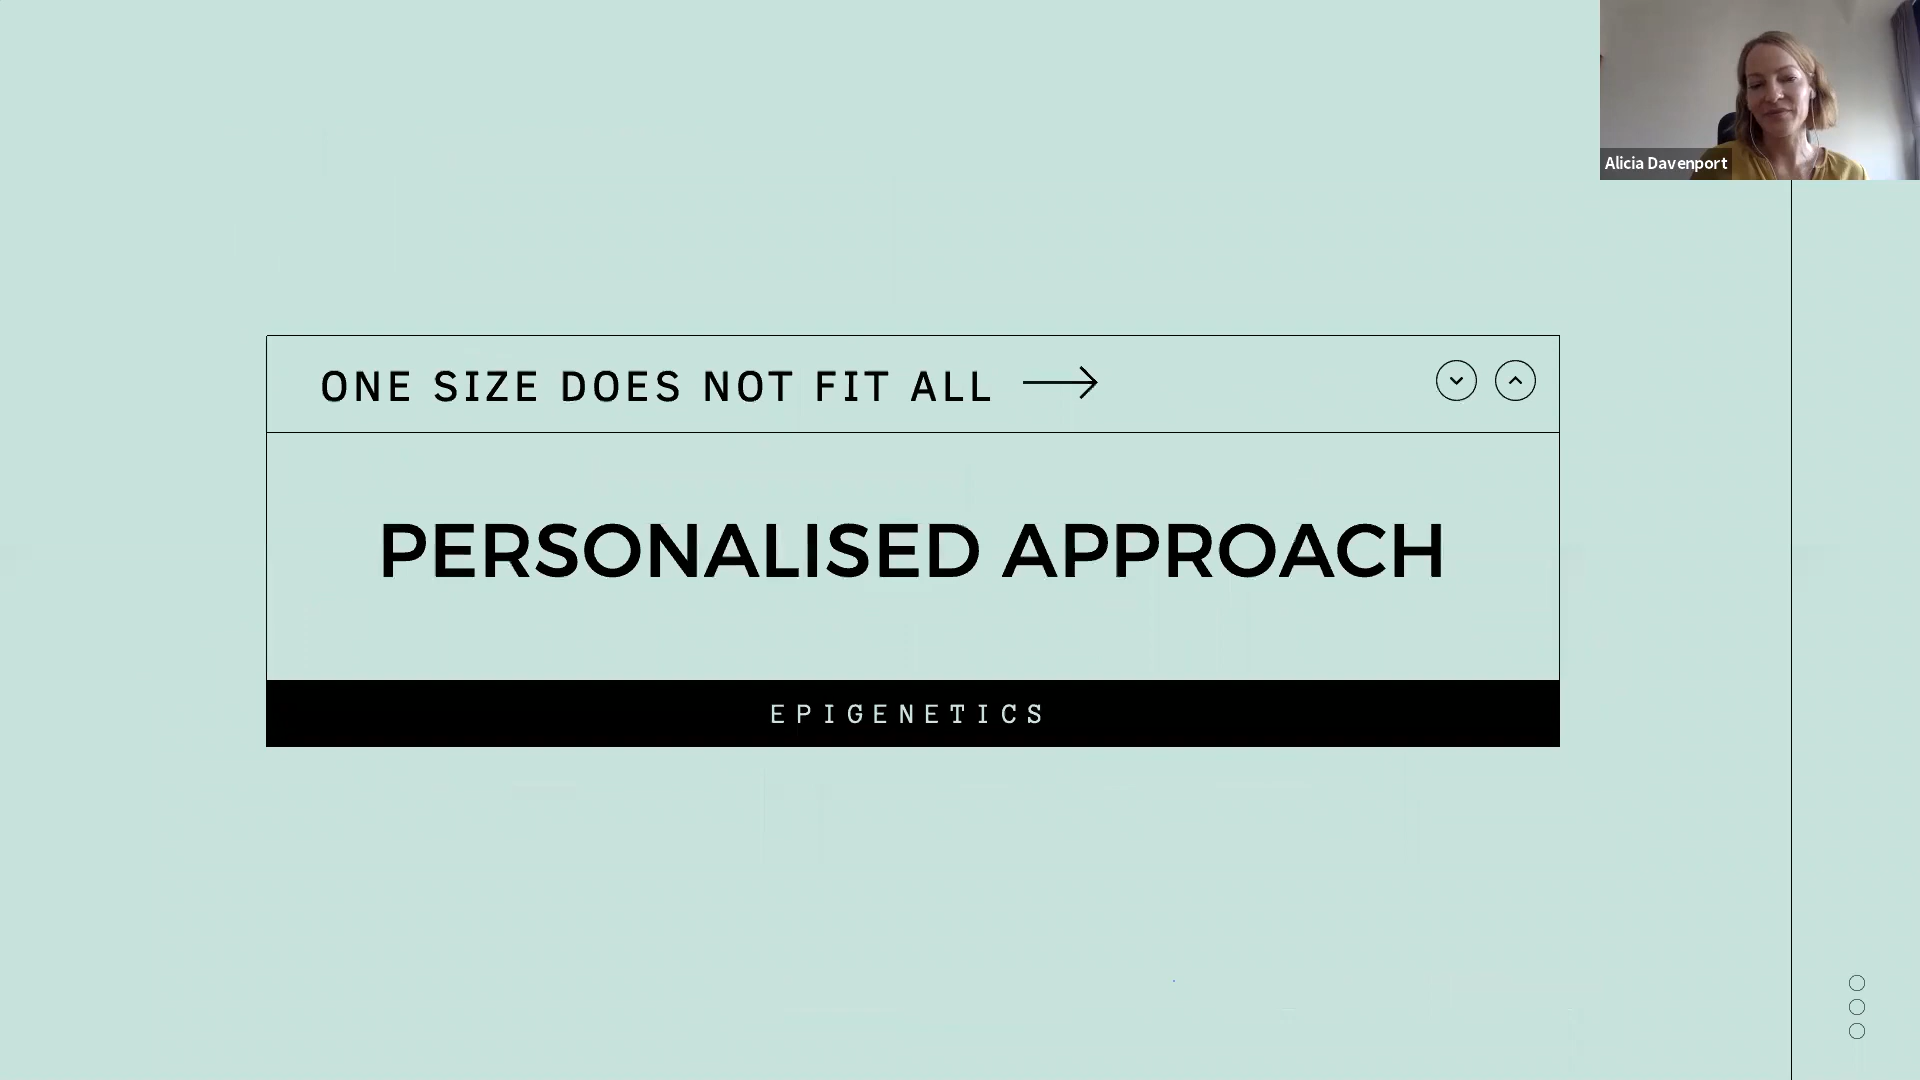 Alicia Davenport
ONE SIZE DOES NOT FIT ALL
PERSONALISED APPROACH
EPIGENETICS